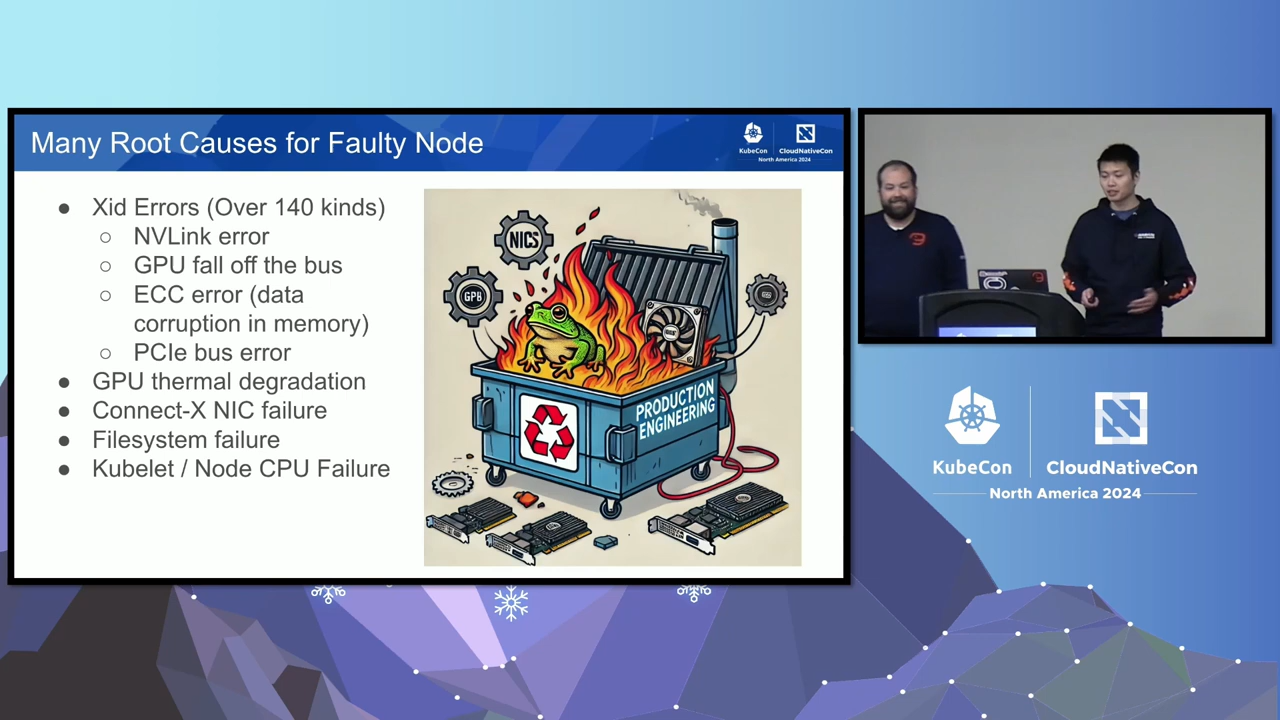 Many Root Causes for Faulty Node
KubeCon
CloudNativeCon
North America 2024
● Xid Errors (Over 140 kinds)
○ NVLink error
○ GPU fall off the bus
○ ECC error (data
corruption in memory)
○ PCIe bus error
● GPU thermal degradation
● Connect-X NIC failure
● Filesystem failure
● Kubelet / Node CPU Failure
NICS
GPB
PRODUCTION
ENGINEERING
KubeCon
CloudNativeCon
North America 2024